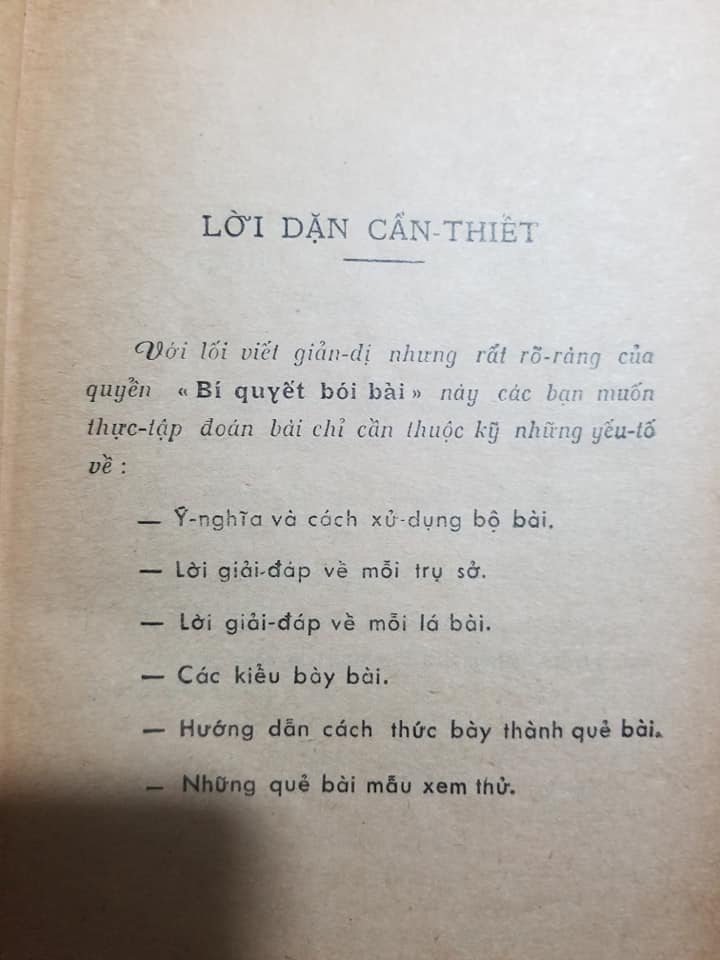 LỜI DẶN CẦN-THIẾT
Với lối viết giản-dị nhưng rất rõ-ràng của
quyển « Bí quyết bói bài » này các bạn muốn
thực-tập đoán bài chỉ cần thuộc kỹ những yếu-tố
về :
— Ý-nghĩa và cách xử-dụng bộ bài.
— Lời giải-đáp về mỗi trụ sở.
— Lời giải-đáp về mỗi lá bài.
— Các kiểu bày bài.
— Hướng dẫn cách thức bày thành quẻ bài.
— Những quẻ bài mẫu xem thử.